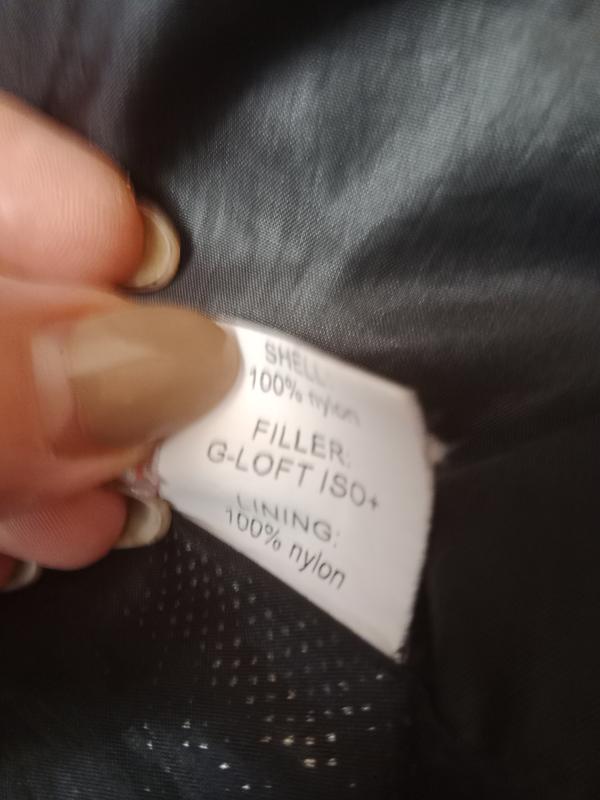 SHELL:
100% nylon
FILLER:
G-LOFT ISO+
LINING:
100% nylon